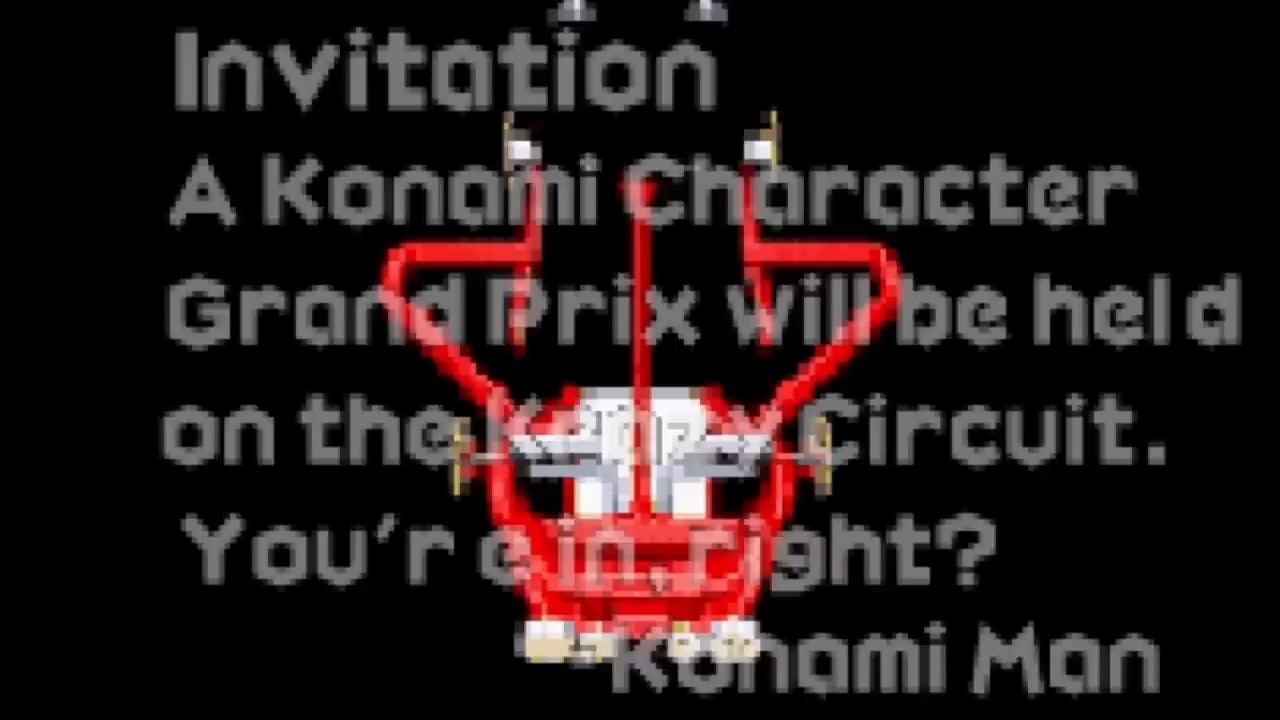 Invitation
A Konami Character
Grand Prix will be held
on the Circuit.
You're in, right?
-Konami Man